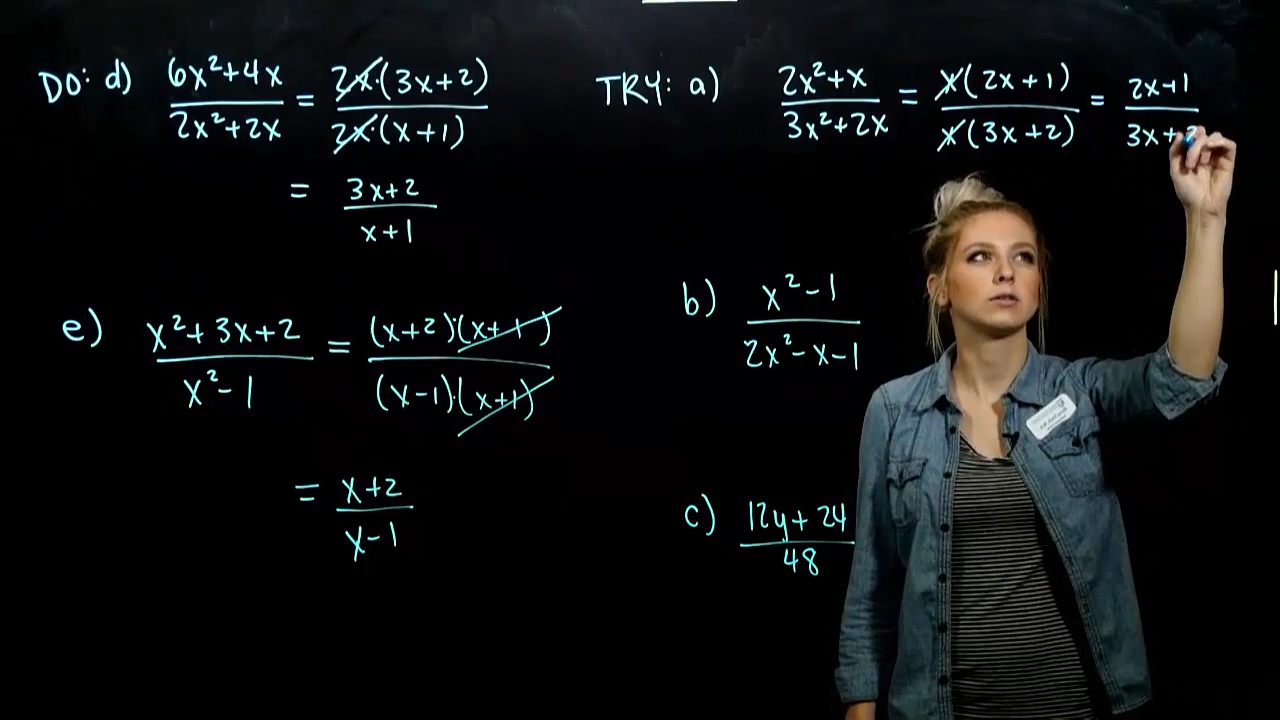 DO: d) (6x²+4x)/(2x²+2x) = (2x·(3x+2))/(2x·(x+1))
= (3x+2)/(x+1)
e) (x²+3x+2)/(x²-1) = ((x+2)·(x+1))/((x-1)·(x+1))
= (x+2)/(x-1)
TRY: a) (2x²+x)/(3x²+2x) = (x(2x+1))/(x(3x+2)) = (2x+1)/(3x+2)
b) (x²-1)/(2x²-x-1)
c) (12y+24)/48